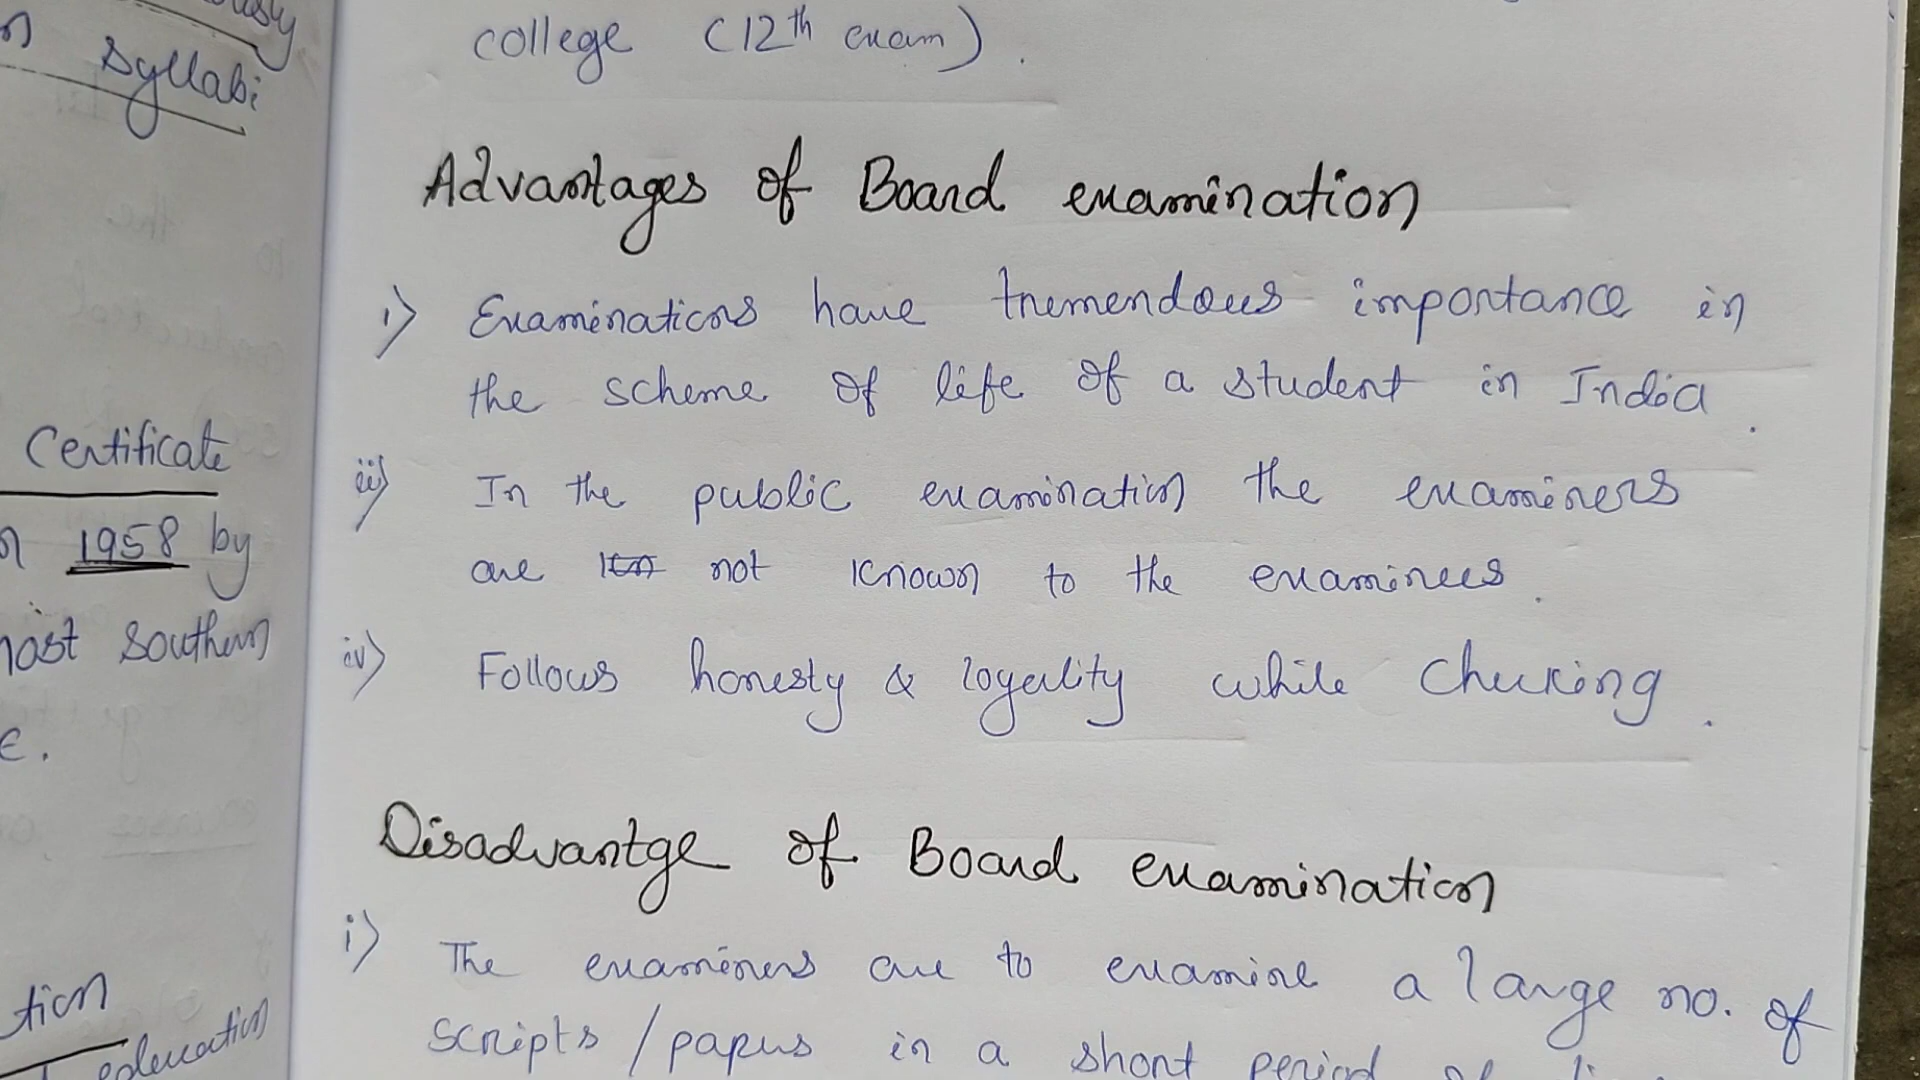 Syllabi
Certificate
1958 by
Southern
e.
tion
education
college (12th exam).
Advantages of Board examination
i) Examinations have tremendous importance in
the scheme of life of a student in India.
iii) In the public examination the examiners
are not known to the examinees.
iv) Follows honesty & loyality while checking.
Disadvantge of Board examination
i) The examiners are to examine a large no. of
scripts/papers in a short period of